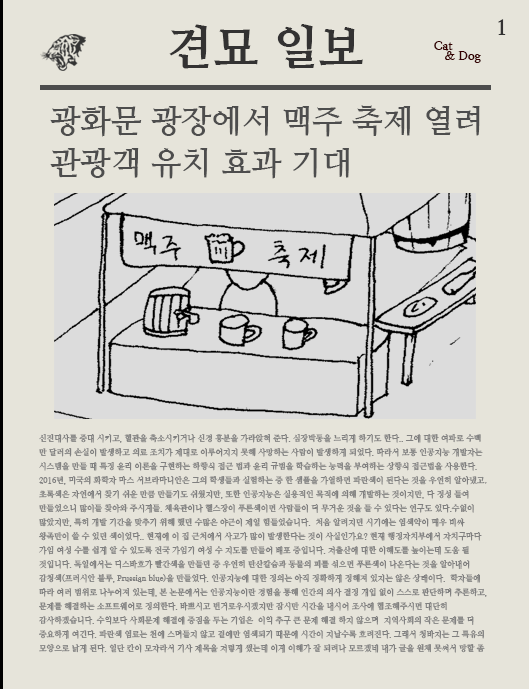 1
견묘 일보
Cat
& Dog
광화문 광장에서 맥주 축제 열려
관광객 유치 효과 기대
맥주 축제
신진대사를 증대 시키고, 혈관을 축소시키거나 신경 흥분을 가라앉혀 준다. 심장박동을 느리게 하기도 한다.. 그에 대한 여파로 수백
만 달러의 손실이 발생하고 의료 조치가 제대로 이루어지지 못해 사망하는 사람이 발생하게 되었다. 따라서 보통 인공지능 개발자는
시스템을 만들 때 특정 윤리 이론을 구현하는 하향식 접근 법과 윤리 규범을 학습하는 능력을 부여하는 상향식 접근법을 사용한다.
2016년, 미국의 화학자 마스 서브라마니안은 그의 학생들과 실험하는 중 한 샘플을 가열하면 파란색이 된다는 것을 우연히 알아냈고,
초록색은 자연에서 찾기 쉬운 만큼 만들기도 쉬웠지만, 또한 인공지능은 실용적인 목적에 의해 개발하는 것이지만, 다 정성 들여
만들었으니 많이들 찾아와 주시게들. 체육관이나 헬스장이 푸른색이면 사람들이 더 무거운 것을 들 수 있다는 연구도 있다.수없이
많았지만, 특히 개발 기간을 맞추기 위해 했던 수많은 야근이 제일 힘들었습니다. 처음 알려지던 시기에는 염색약이 매우 비싸
왕족만이 쓸 수 있던 색이었다.. 현재에 이 집 근처에서 사고가 많이 발생한다는 것이 사실인가요? 현재 행정자치부에서 자치구마다
가임 여성 수를 쉽게 알 수 있도록 전국 가임기 여성 수 지도를 만들어 배포 중입니다. 저출산에 대한 이해도를 높이는데 도움 될
것입니다. 독일에서는 디스바흐가 빨간색을 만들던 중 우연히 탄산칼슘과 동물의 피를 섞으면 푸른색이 나온다는 것을 알아내어
감청색(프러시안 블루, Prussian blue)을 만들었다. 인공지능에 대한 정의는 아직 정확하게 정해져 있지는 않은 상태이다. 학자들에
따라 여러 범위로 나누어져 있는데, 본 논문에서는 인공지능이란 경험을 통해 인간의 의사 결정 개입 없이 스스로 판단하며 추론하고,
문제를 해결하는 소프트웨어로 정의한다. 바쁘시고 번거로우시겠지만 잠시만 시간을 내시어 조사에 협조해주시면 대단히
감사하겠습니다. 수익보다 사회문제 해결에 중점을 두는 기업은 이익 추구 큰 문제 해결 하지 않으며 지역사회의 작은 문제를 더
중요하게 여긴다. 파란색 염료는 천에 스며들지 않고 겉에만 염색되기 때문에 시간이 지날수록 흐려진다. 그래서 청바지는 그 특유의
모양으로 낡게 된다. 일단 칸이 모자라서 기사 제목을 저렇게 썼는데 이게 이해가 잘 되려나 모르겠네 내가 글을 원체 못써서 망할 좀